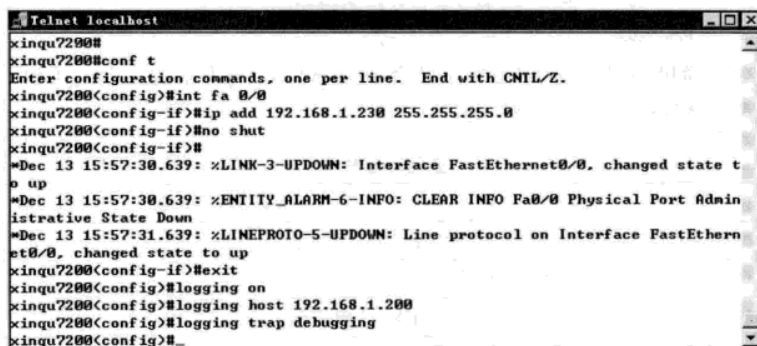 Telnet localhost
xinqu7200#
xinqu7200#conf t
Enter configuration commands, one per line.  End with CNTL/Z.
xinqu7200(config)#int fa 0/0
xinqu7200(config-if)#ip add 192.168.1.230 255.255.255.0
xinqu7200(config-if)#no shut
xinqu7200(config-if)#
*Dec 13 15:57:30.639: %LINK-3-UPDOWN: Interface FastEthernet0/0, changed state t
o up
*Dec 13 15:57:30.639: %ENTITY_ALARM-6-INFO: CLEAR INFO Fa0/0 Physical Port Admin
istrative State Down
*Dec 13 15:57:31.639: %LINEPROTO-5-UPDOWN: Line protocol on Interface FastEthern
et0/0, changed state to up
xinqu7200(config-if)#exit
xinqu7200(config)#logging on
xinqu7200(config)#logging host 192.168.1.200
xinqu7200(config)#logging trap debugging
xinqu7200(config)#_